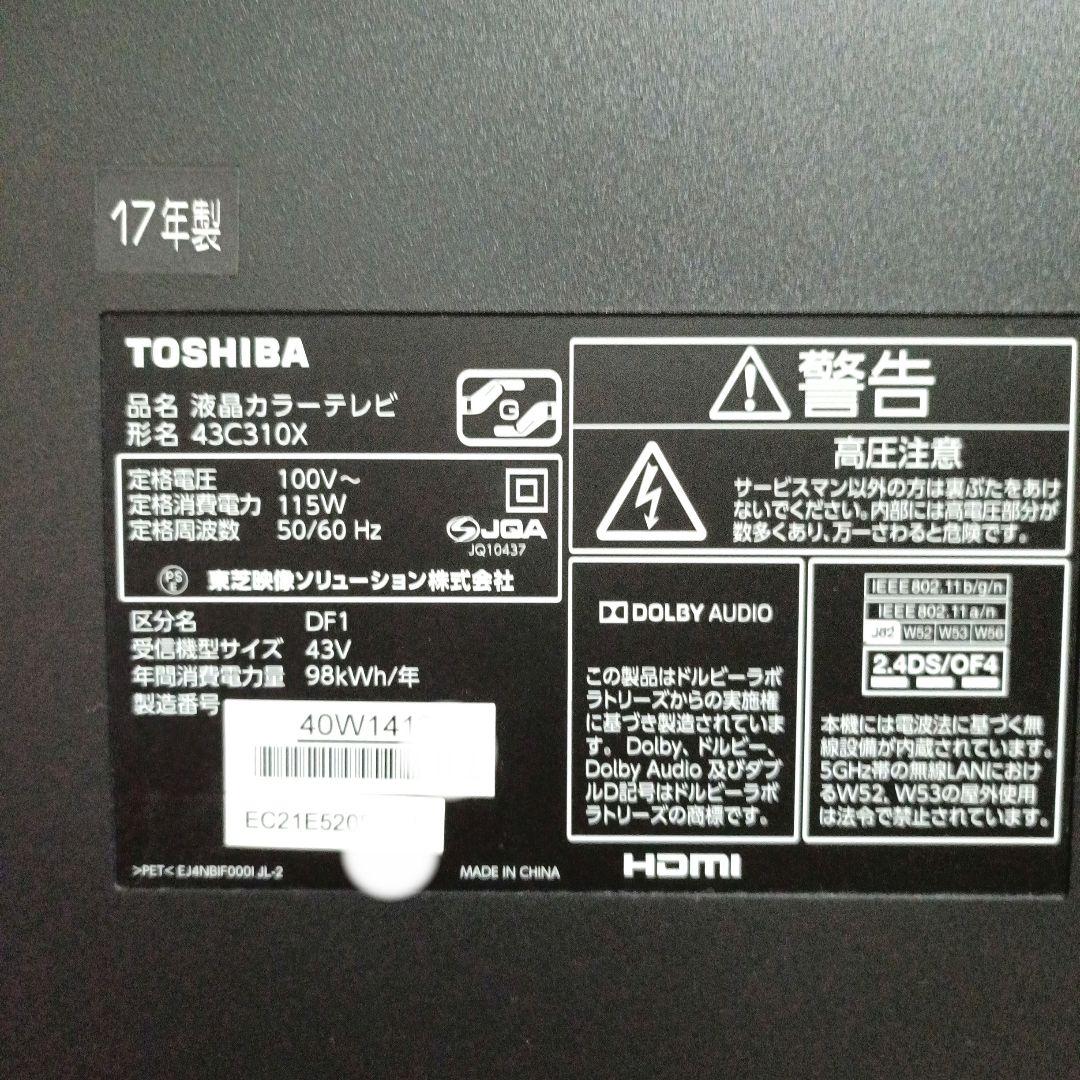 17年製
TOSHIBA
品名 液晶カラーテレビ
形名 43C310X
定格電圧 100V～
定格消費電力 115W
定格周波数 50/60 Hz
JQA
JQ10437
PS
E
東芝映像ソリューション株式会社
区分名 DF1
受信機型サイズ 43V
年間消費電力量 98kWh/年
製造番号
40W141
EC21E520
>PET< EJ4NBIF000I JL-2
MADE IN CHINA
警告
高圧注意
サービスマン以外の方は裏ぶたをあけ
ないでください。内部には高電圧部分が
数多くあり、万一さわると危険です。
DOLBY AUDIO
この製品はドルビーラボ
ラトリーズからの実施権
に基づき製造されていま
す。Dolby、ドルビー、
Dolby Audio 及びダブ
ルD記号はドルビーラボ
ラトリーズの商標です。
IEEE802.11b/g/n
IEEE802.11a/n
J52 W52 W53 W56
2.4DS/OF4
本機には電波法に基づく無
線設備が内蔵されています。
5GHz帯の無線LANにおけ
るW52、W53の屋外使用
は法令で禁止されています。
HDMI